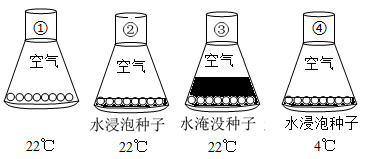 ① ② ③ ④
空气 空气 空气 空气
水浸泡种子 水淹没种子 水浸泡种子
22℃ 22℃ 22℃ 4℃